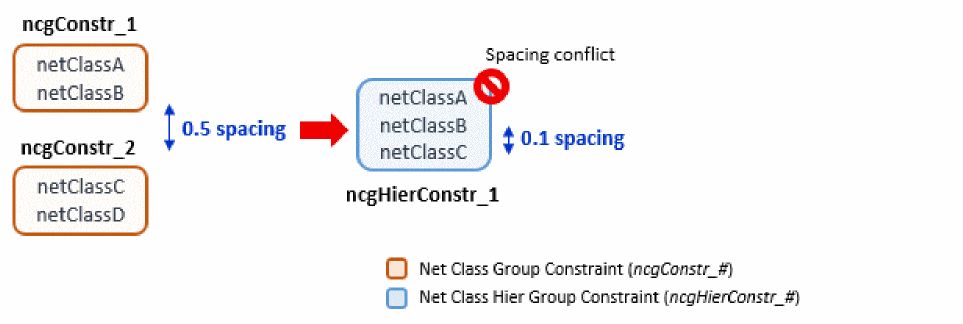 ncgConstr_1
netClassA
netClassB
0.5 spacing
ncgConstr_2
netClassC
netClassD
Spacing conflict
netClassA
netClassB
netClassC
0.1 spacing
ncgHierConstr_1
Net Class Group Constraint (ncgConstr_#)
Net Class Hier Group Constraint (ncgHierConstr_#)